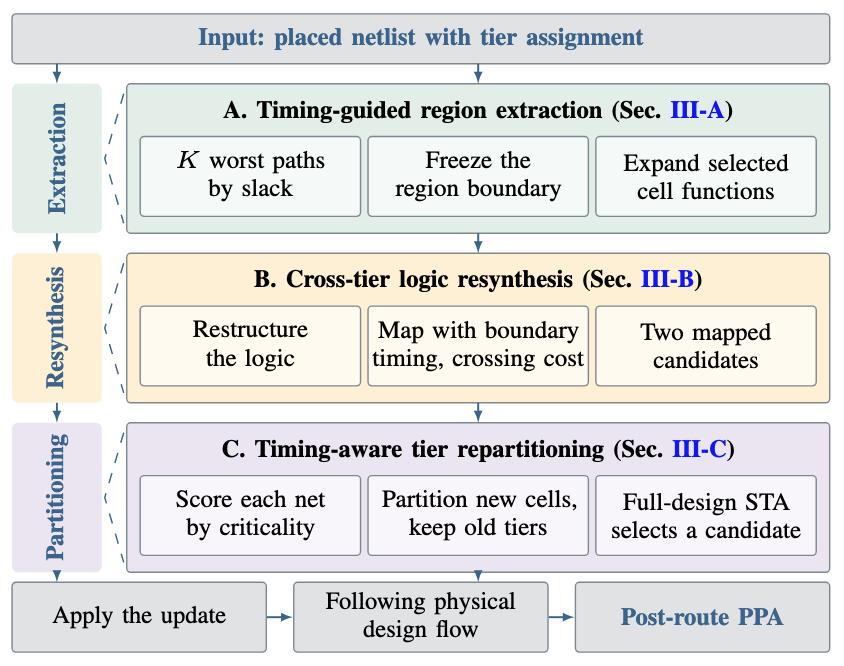 Input: placed netlist with tier assignment
Extraction
A. Timing-guided region extraction (Sec. III-A)
K worst paths
by slack
Freeze the
region boundary
Expand selected
cell functions
Resynthesis
B. Cross-tier logic resynthesis (Sec. III-B)
Restructure
the logic
Map with boundary
timing, crossing cost
Two mapped
candidates
Partitioning
C. Timing-aware tier repartitioning (Sec. III-C)
Score each net
by criticality
Partition new cells,
keep old tiers
Full-design STA
selects a candidate
Apply the update
Following physical
design flow
Post-route PPA